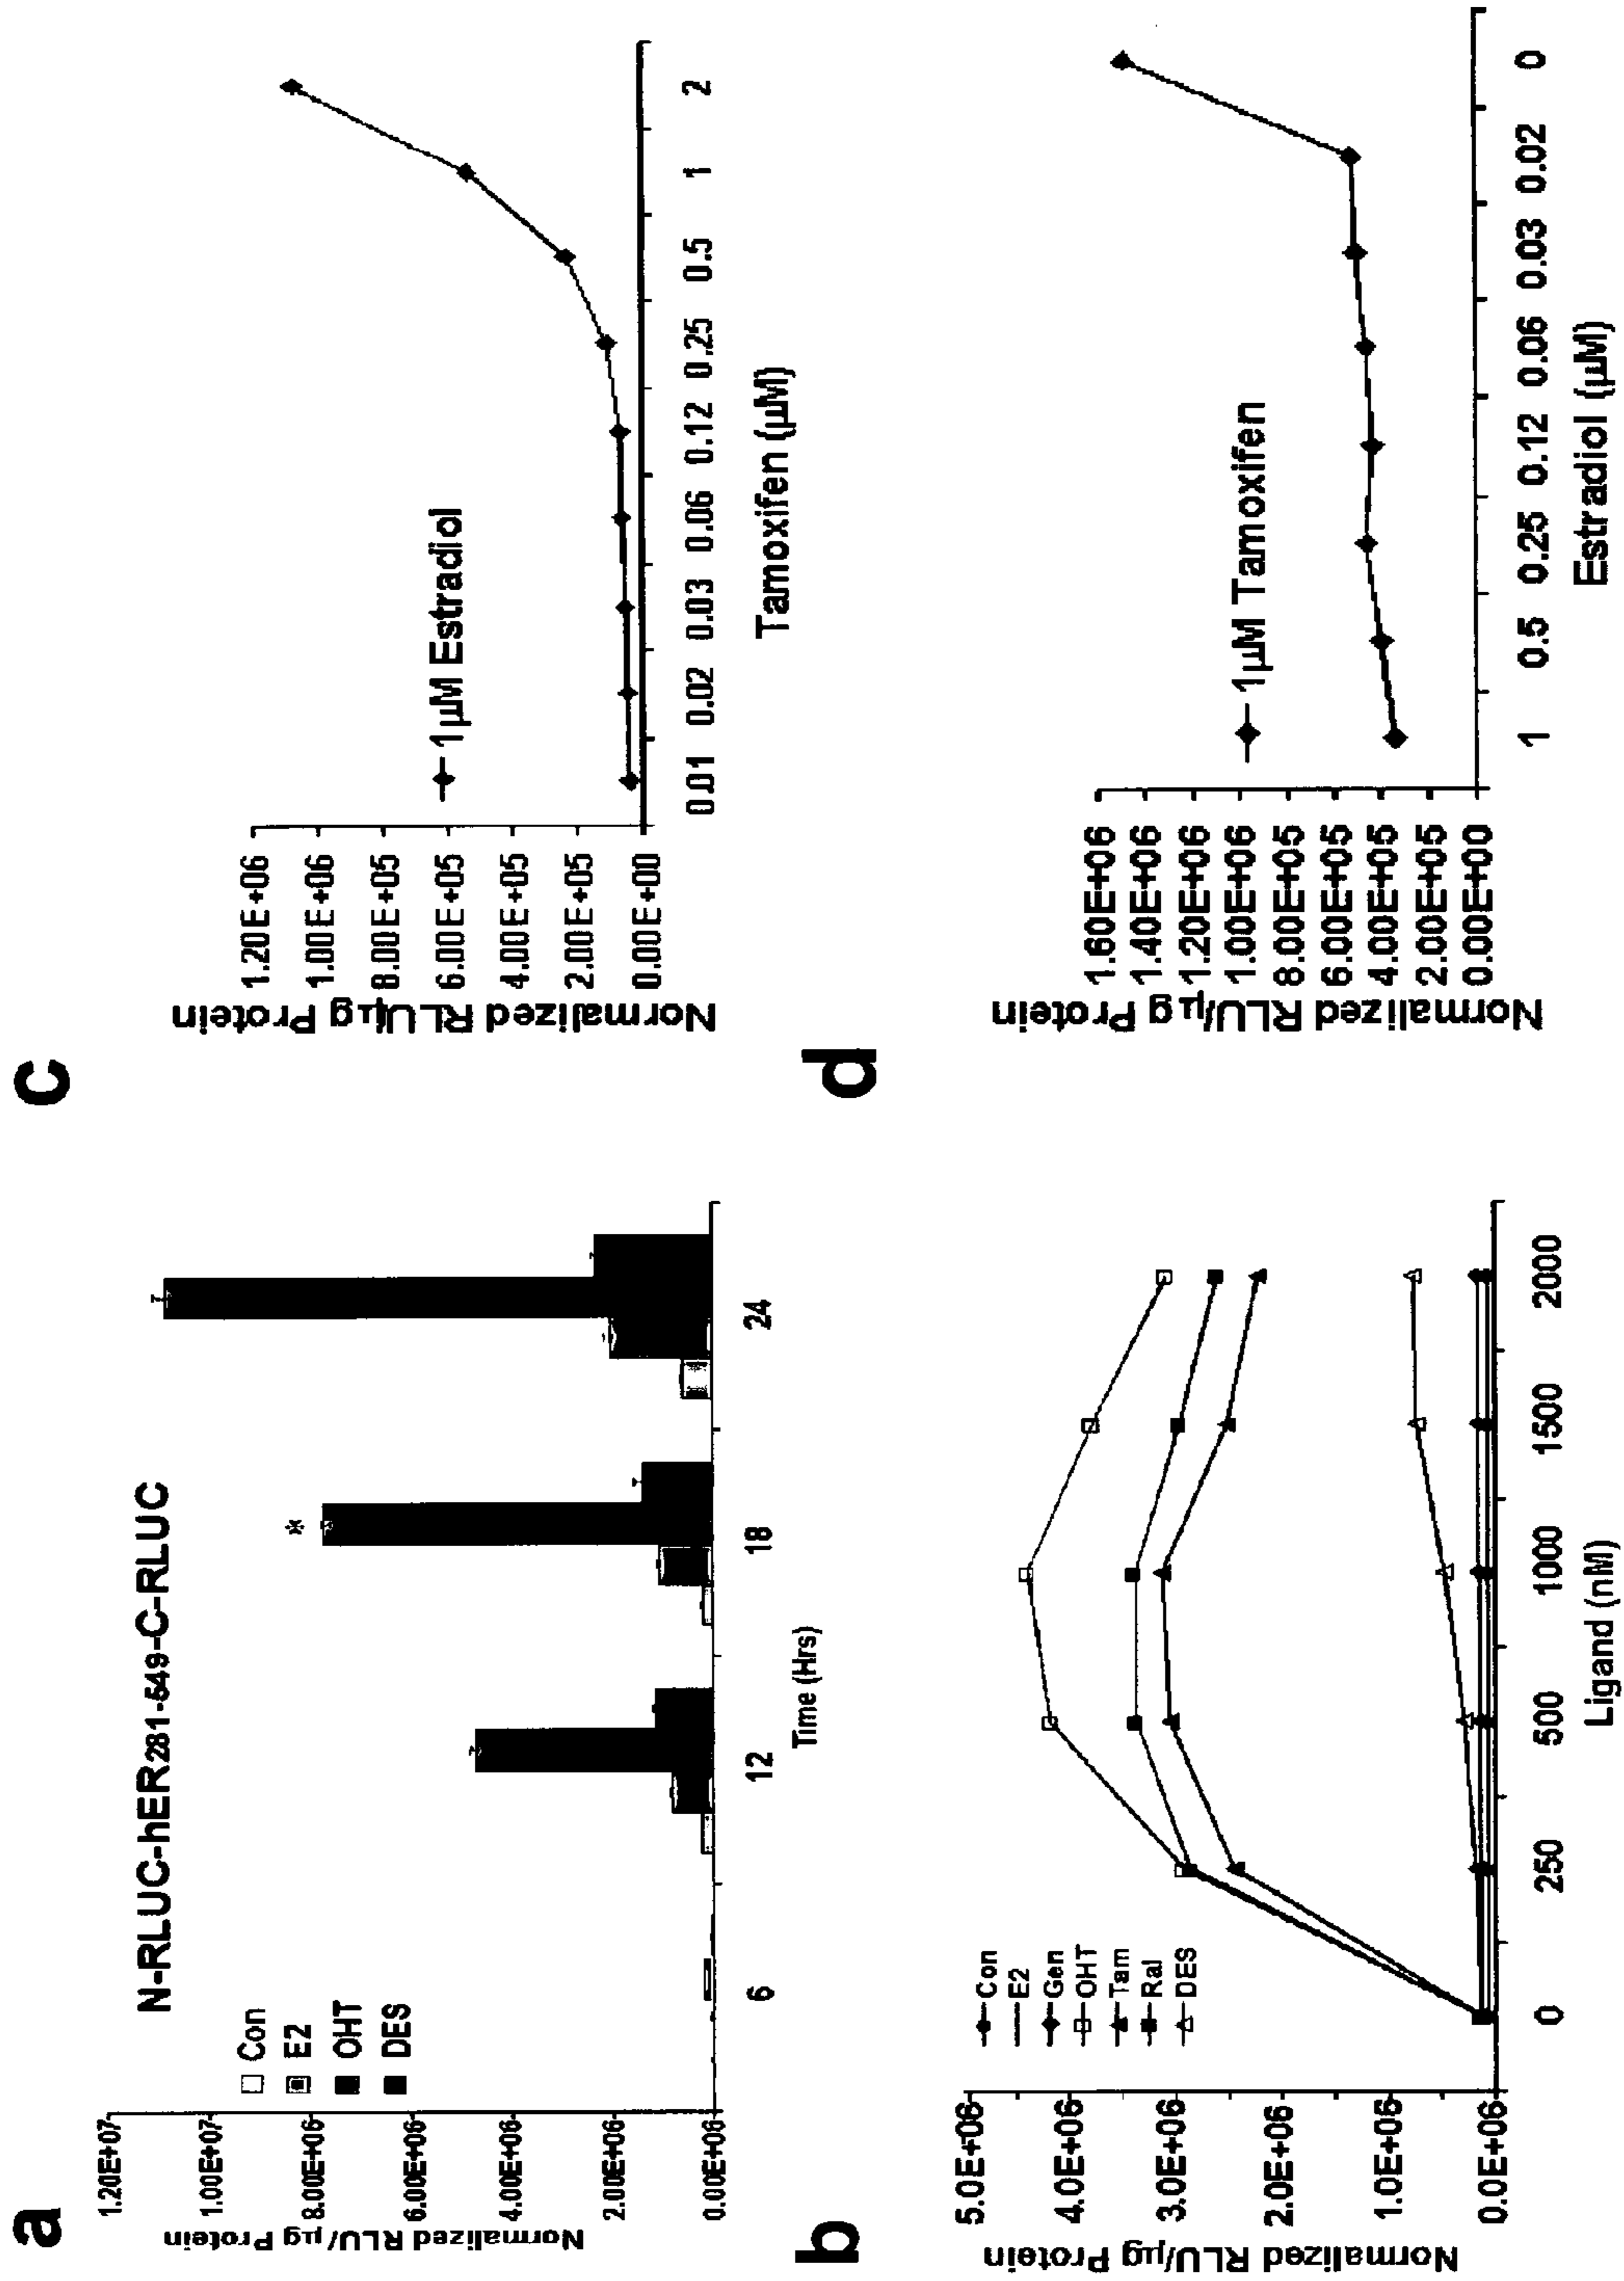 a
N-RLUC-hER281-549-C-RLUC
Normalized RLU/µg Protein
1.20E+07
1.00E+07
8.00E+06
6.00E+06
4.00E+06
2.00E+06
0.00E+06
Con
E2
OHT
DES
*
6 12 18 24
Time (Hrs)
b
Normalized RLU/µg Protein
5.0E+06
4.0E+06
3.0E+06
2.0E+06
1.0E+06
0.0E+06
Con
E2
Gen
OHT
Tam
Ral
DES
0 250 500 1000 1500 2000
Ligand (nM)
c
Normalized RLU/µg Protein
1.20E+06
1.00E+06
8.00E+05
6.00E+05
4.00E+05
2.00E+05
0.00E+00
1µM Estradiol
0.01 0.02 0.03 0.06 0.12 0.25 0.5 1 2
Tamoxifen (µM)
d
Normalized RLU/µg Protein
1.60E+06
1.40E+06
1.20E+06
1.00E+06
8.00E+05
6.00E+05
4.00E+05
2.00E+05
0.00E+00
1µM Tamoxifen
1 0.5 0.25 0.12 0.06 0.03 0.02 0
Estradiol (µM)